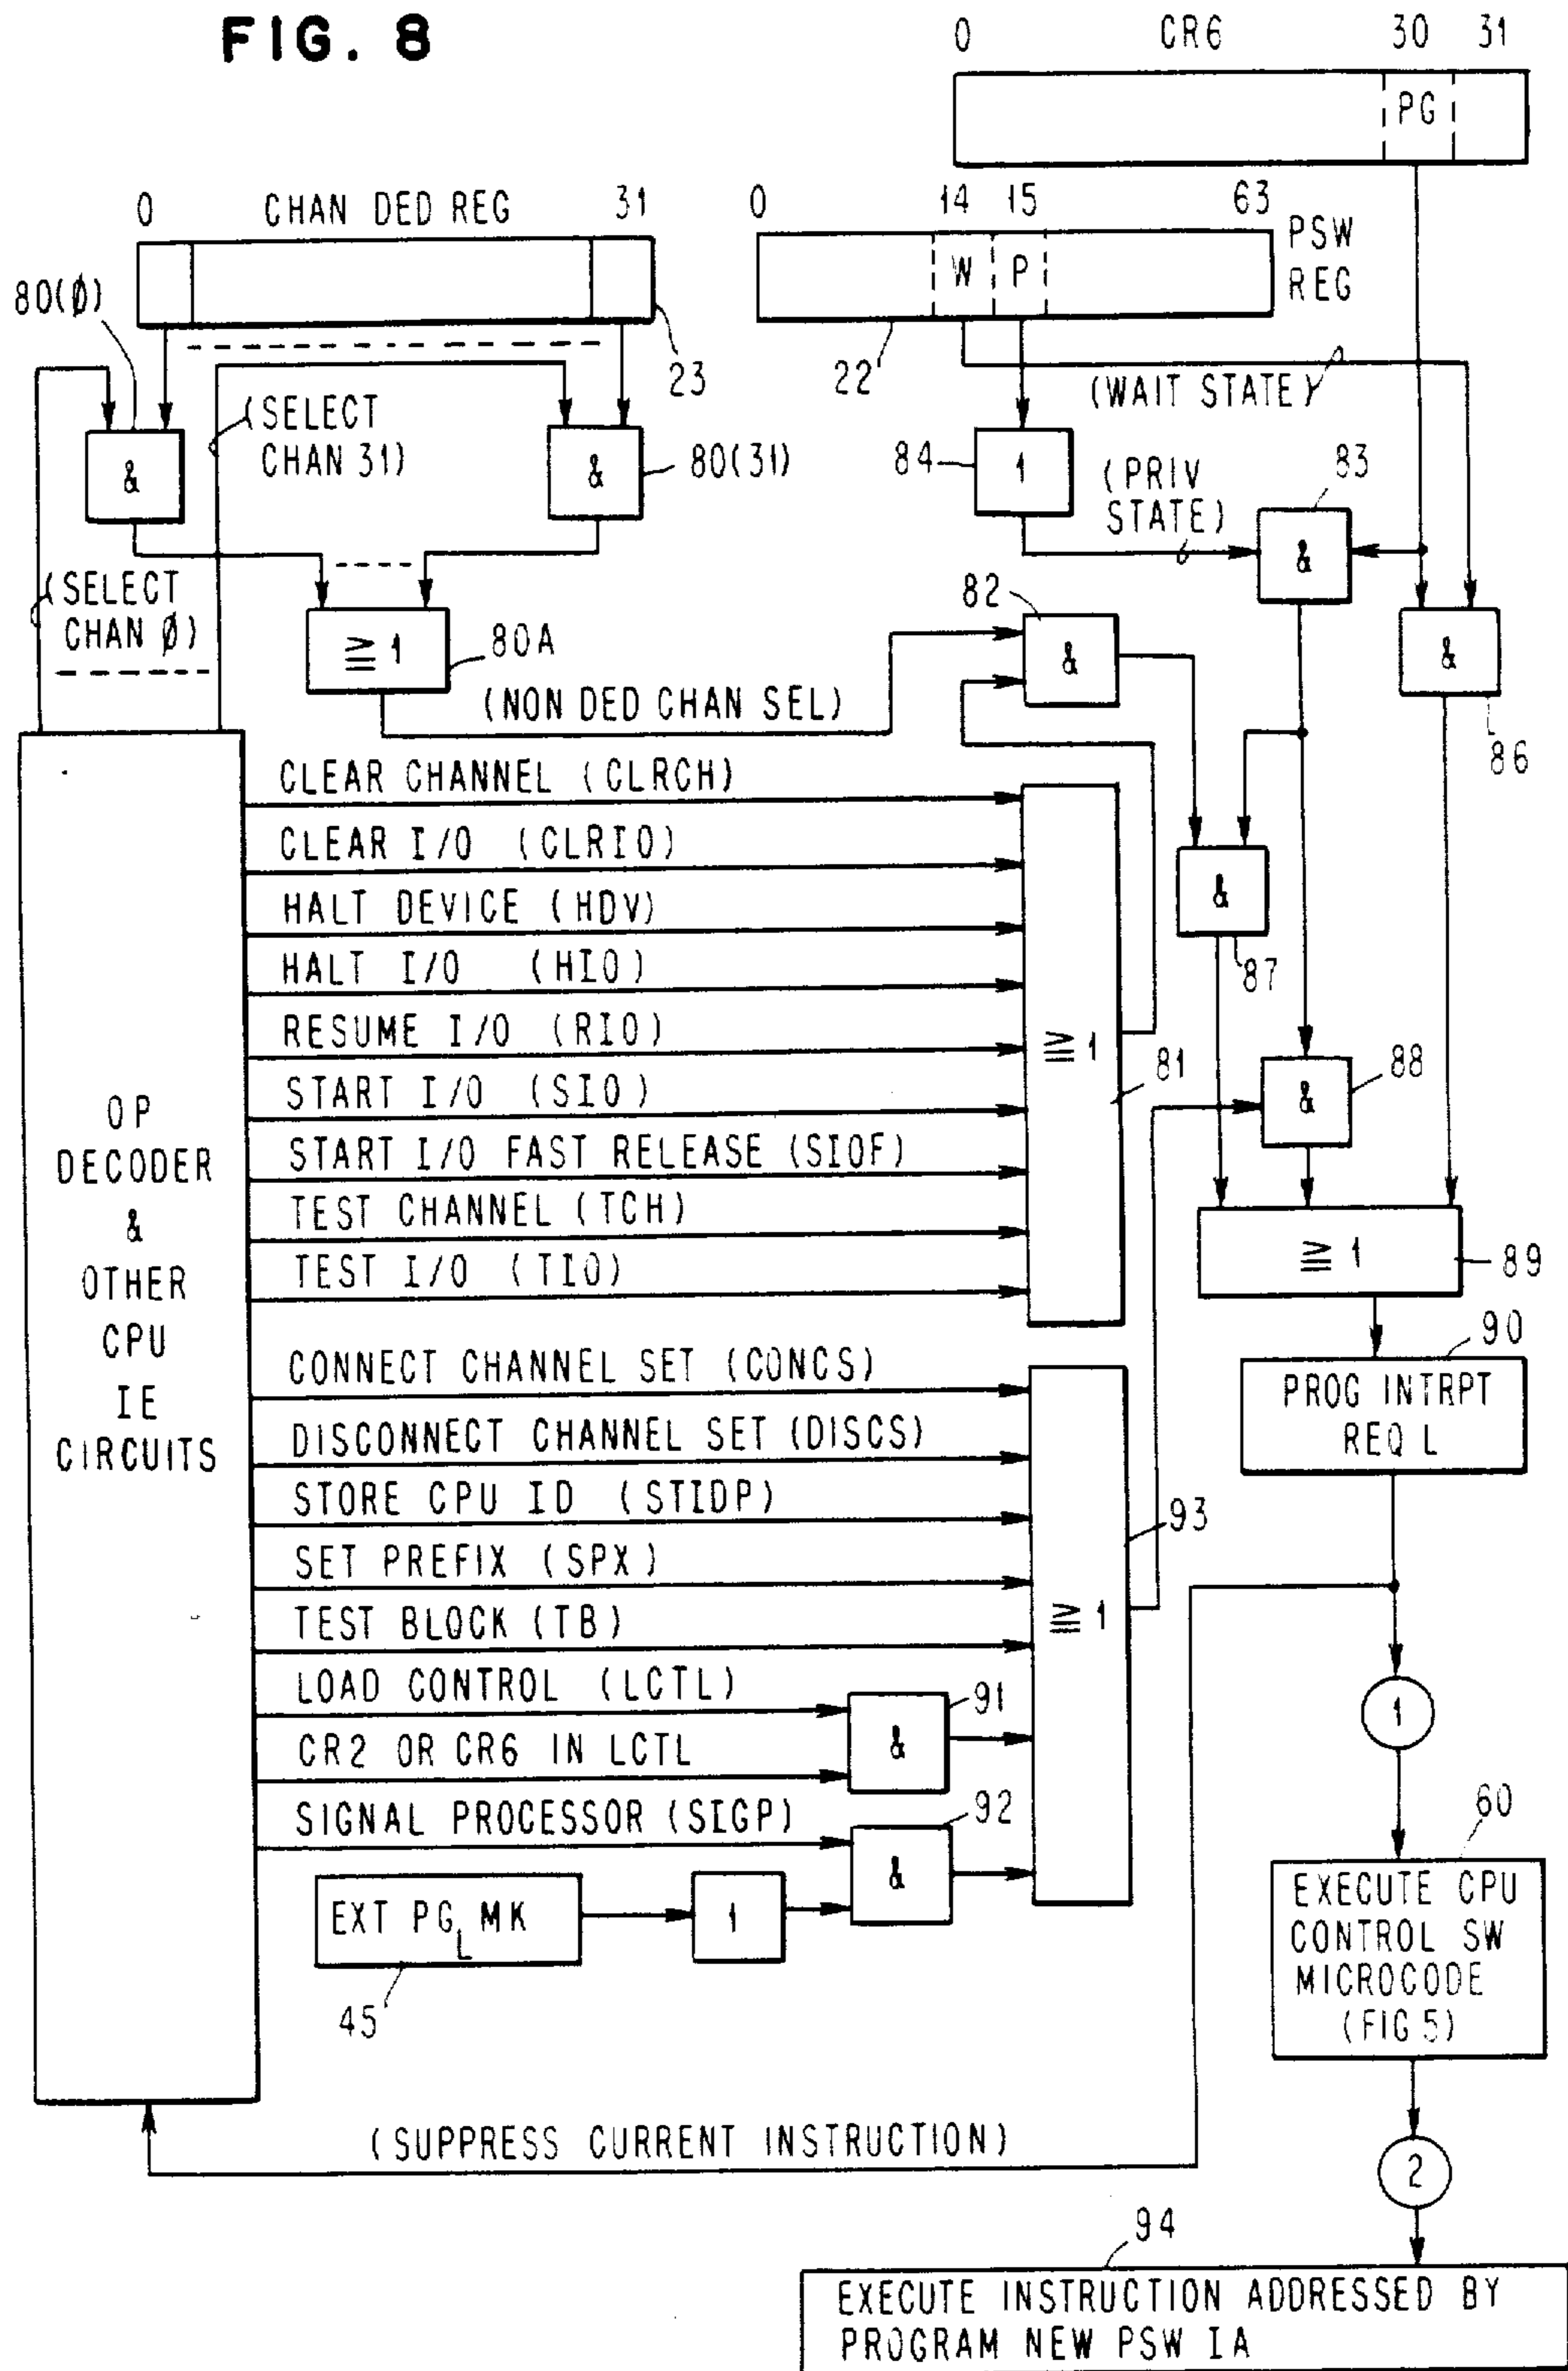 FIG. 8
0 CR6 30 31
PG
0 CHAN DED REG 31
0 14 15 63
PSW
REG
W P
80(ϕ)
23
22
(WAIT STATE)
(SELECT
CHAN 31)
&
&
80(31)
84
1
(PRIV
STATE)
83
&
(SELECT
CHAN ϕ)
≧ 1
80A
82
&
&
86
(NON DED CHAN SEL)
CLEAR CHANNEL (CLRCH)
CLEAR I/O (CLRIO)
HALT DEVICE (HDV)
&
87
HALT I/O (HIO)
RESUME I/O (RIO)
≧ 1
81
START I/O (SIO)
&
88
START I/O FAST RELEASE (SIOF)
TEST CHANNEL (TCH)
TEST I/O (TIO)
≧ 1
89
OP
DECODER
&
OTHER
CPU
IE
CIRCUITS
90
PROG INTRPT
REQ L
CONNECT CHANNEL SET (CONCS)
DISCONNECT CHANNEL SET (DISCS)
STORE CPU ID (STIDP)
93
SET PREFIX (SPX)
≧ 1
TEST BLOCK (TB)
LOAD CONTROL (LCTL)
91
&
1
CR2 OR CR6 IN LCTL
SIGNAL PROCESSOR (SIGP)
92
&
60
EXT PG MK
L
1
45
EXECUTE CPU
CONTROL SW
MICROCODE
(FIG 5)
(SUPPRESS CURRENT INSTRUCTION)
2
94
EXECUTE INSTRUCTION ADDRESSED BY
PROGRAM NEW PSW IA